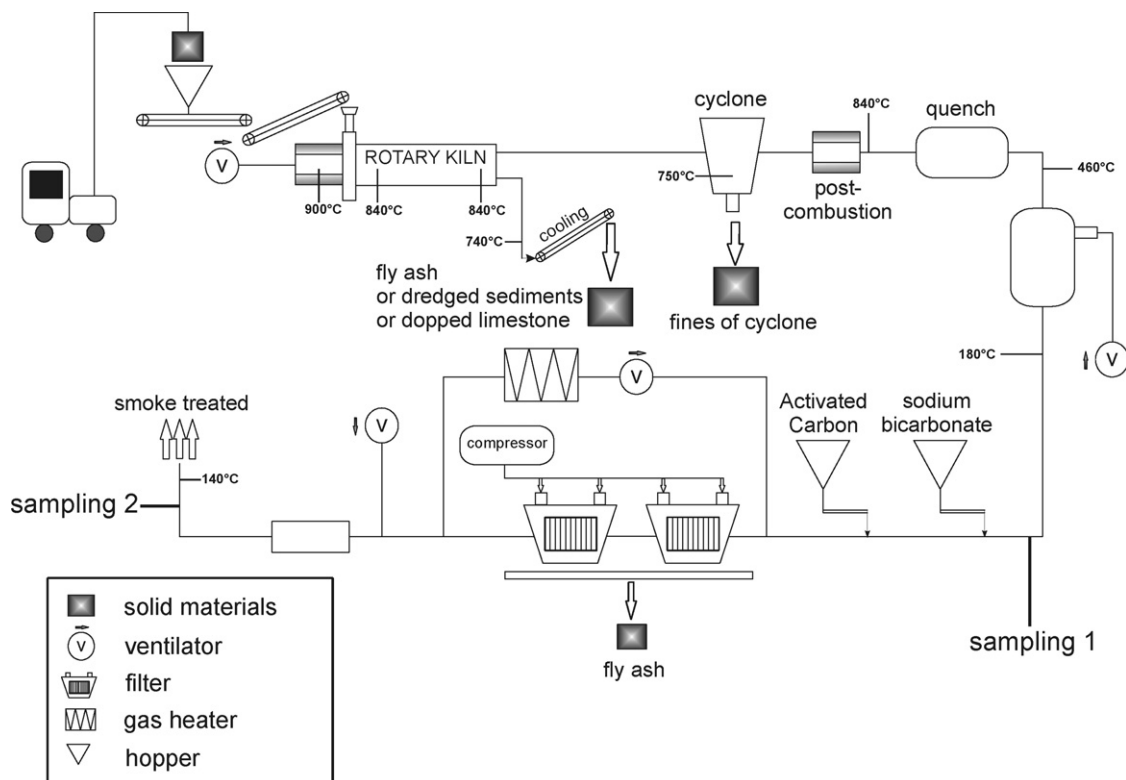 cyclone
840°C
quench
V
ROTARY KILN
900°C
840°C
840°C
750°C
post-
combustion
460°C
740°C
cooling
fly ash
or dredged sediments
or dopped limestone
fines of cyclone
180°C
V
V
smoke treated
V
Activated
Carbon
sodium
bicarbonate
compressor
140°C
sampling 2
solid materials
V
ventilator
filter
gas heater
hopper
fly ash
sampling 1